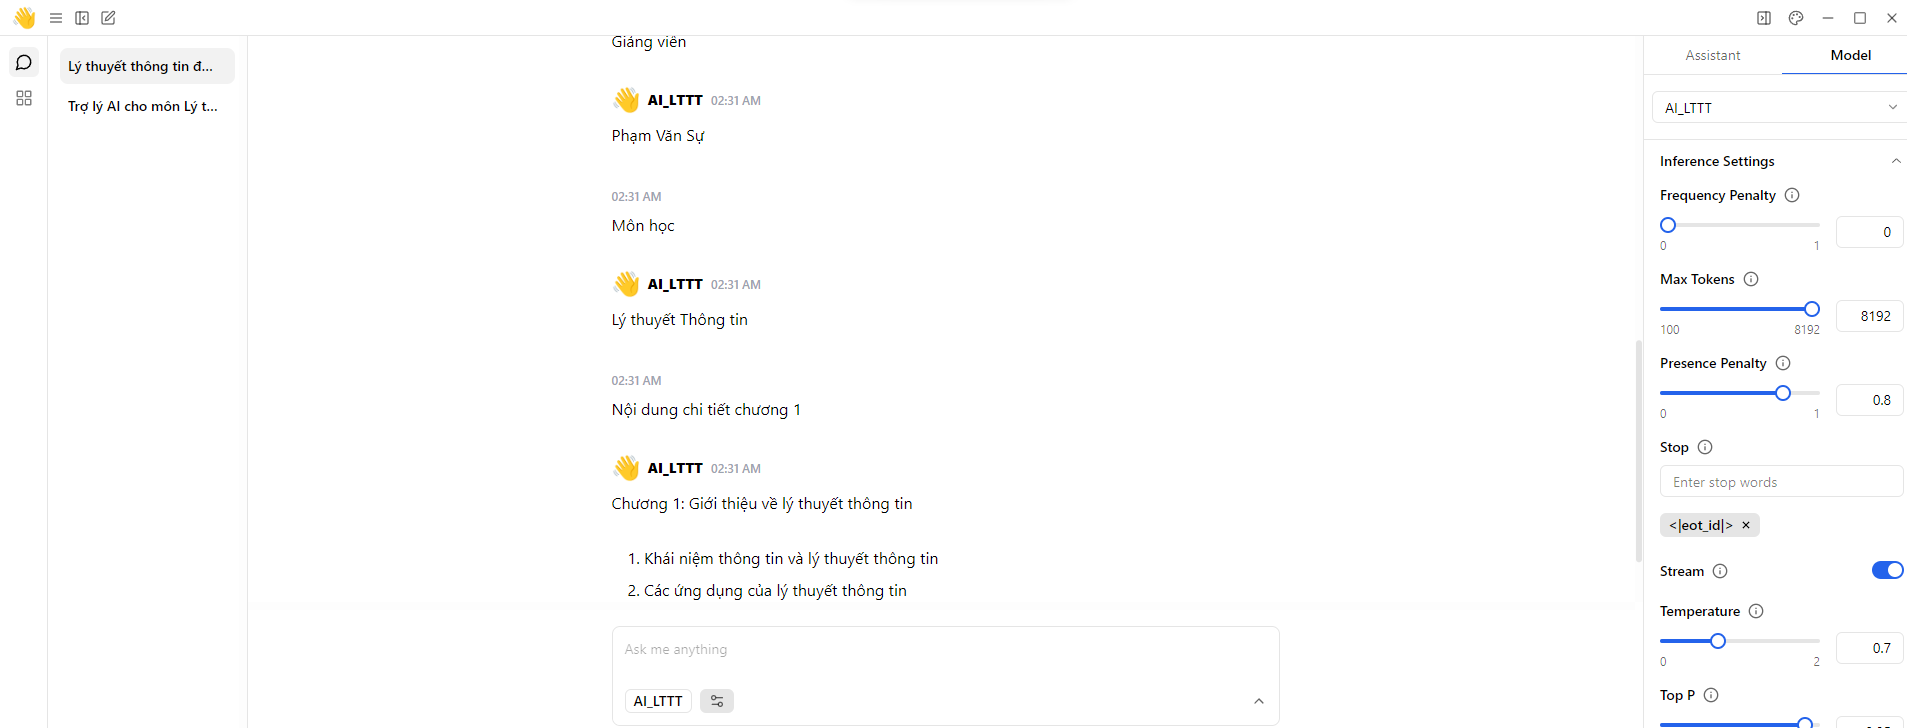 Lý thuyết thông tin đ...
Trợ lý AI cho môn Lý t...
Giảng viên
AI_LTTT 02:31 AM
Phạm Văn Sự
02:31 AM
Môn học
AI_LTTT 02:31 AM
Lý thuyết Thông tin
02:31 AM
Nội dung chi tiết chương 1
AI_LTTT 02:31 AM
Chương 1: Giới thiệu về lý thuyết thông tin
1. Khái niệm thông tin và lý thuyết thông tin
2. Các ứng dụng của lý thuyết thông tin
Ask me anything
AI_LTTT
Assistant Model
AI_LTTT
Inference Settings
Frequency Penalty
0
0 1
Max Tokens
8192
100 8192
Presence Penalty
0.8
0 1
Stop
Enter stop words
<|eot_id|> ×
Stream
Temperature
0.7
0 2
Top P